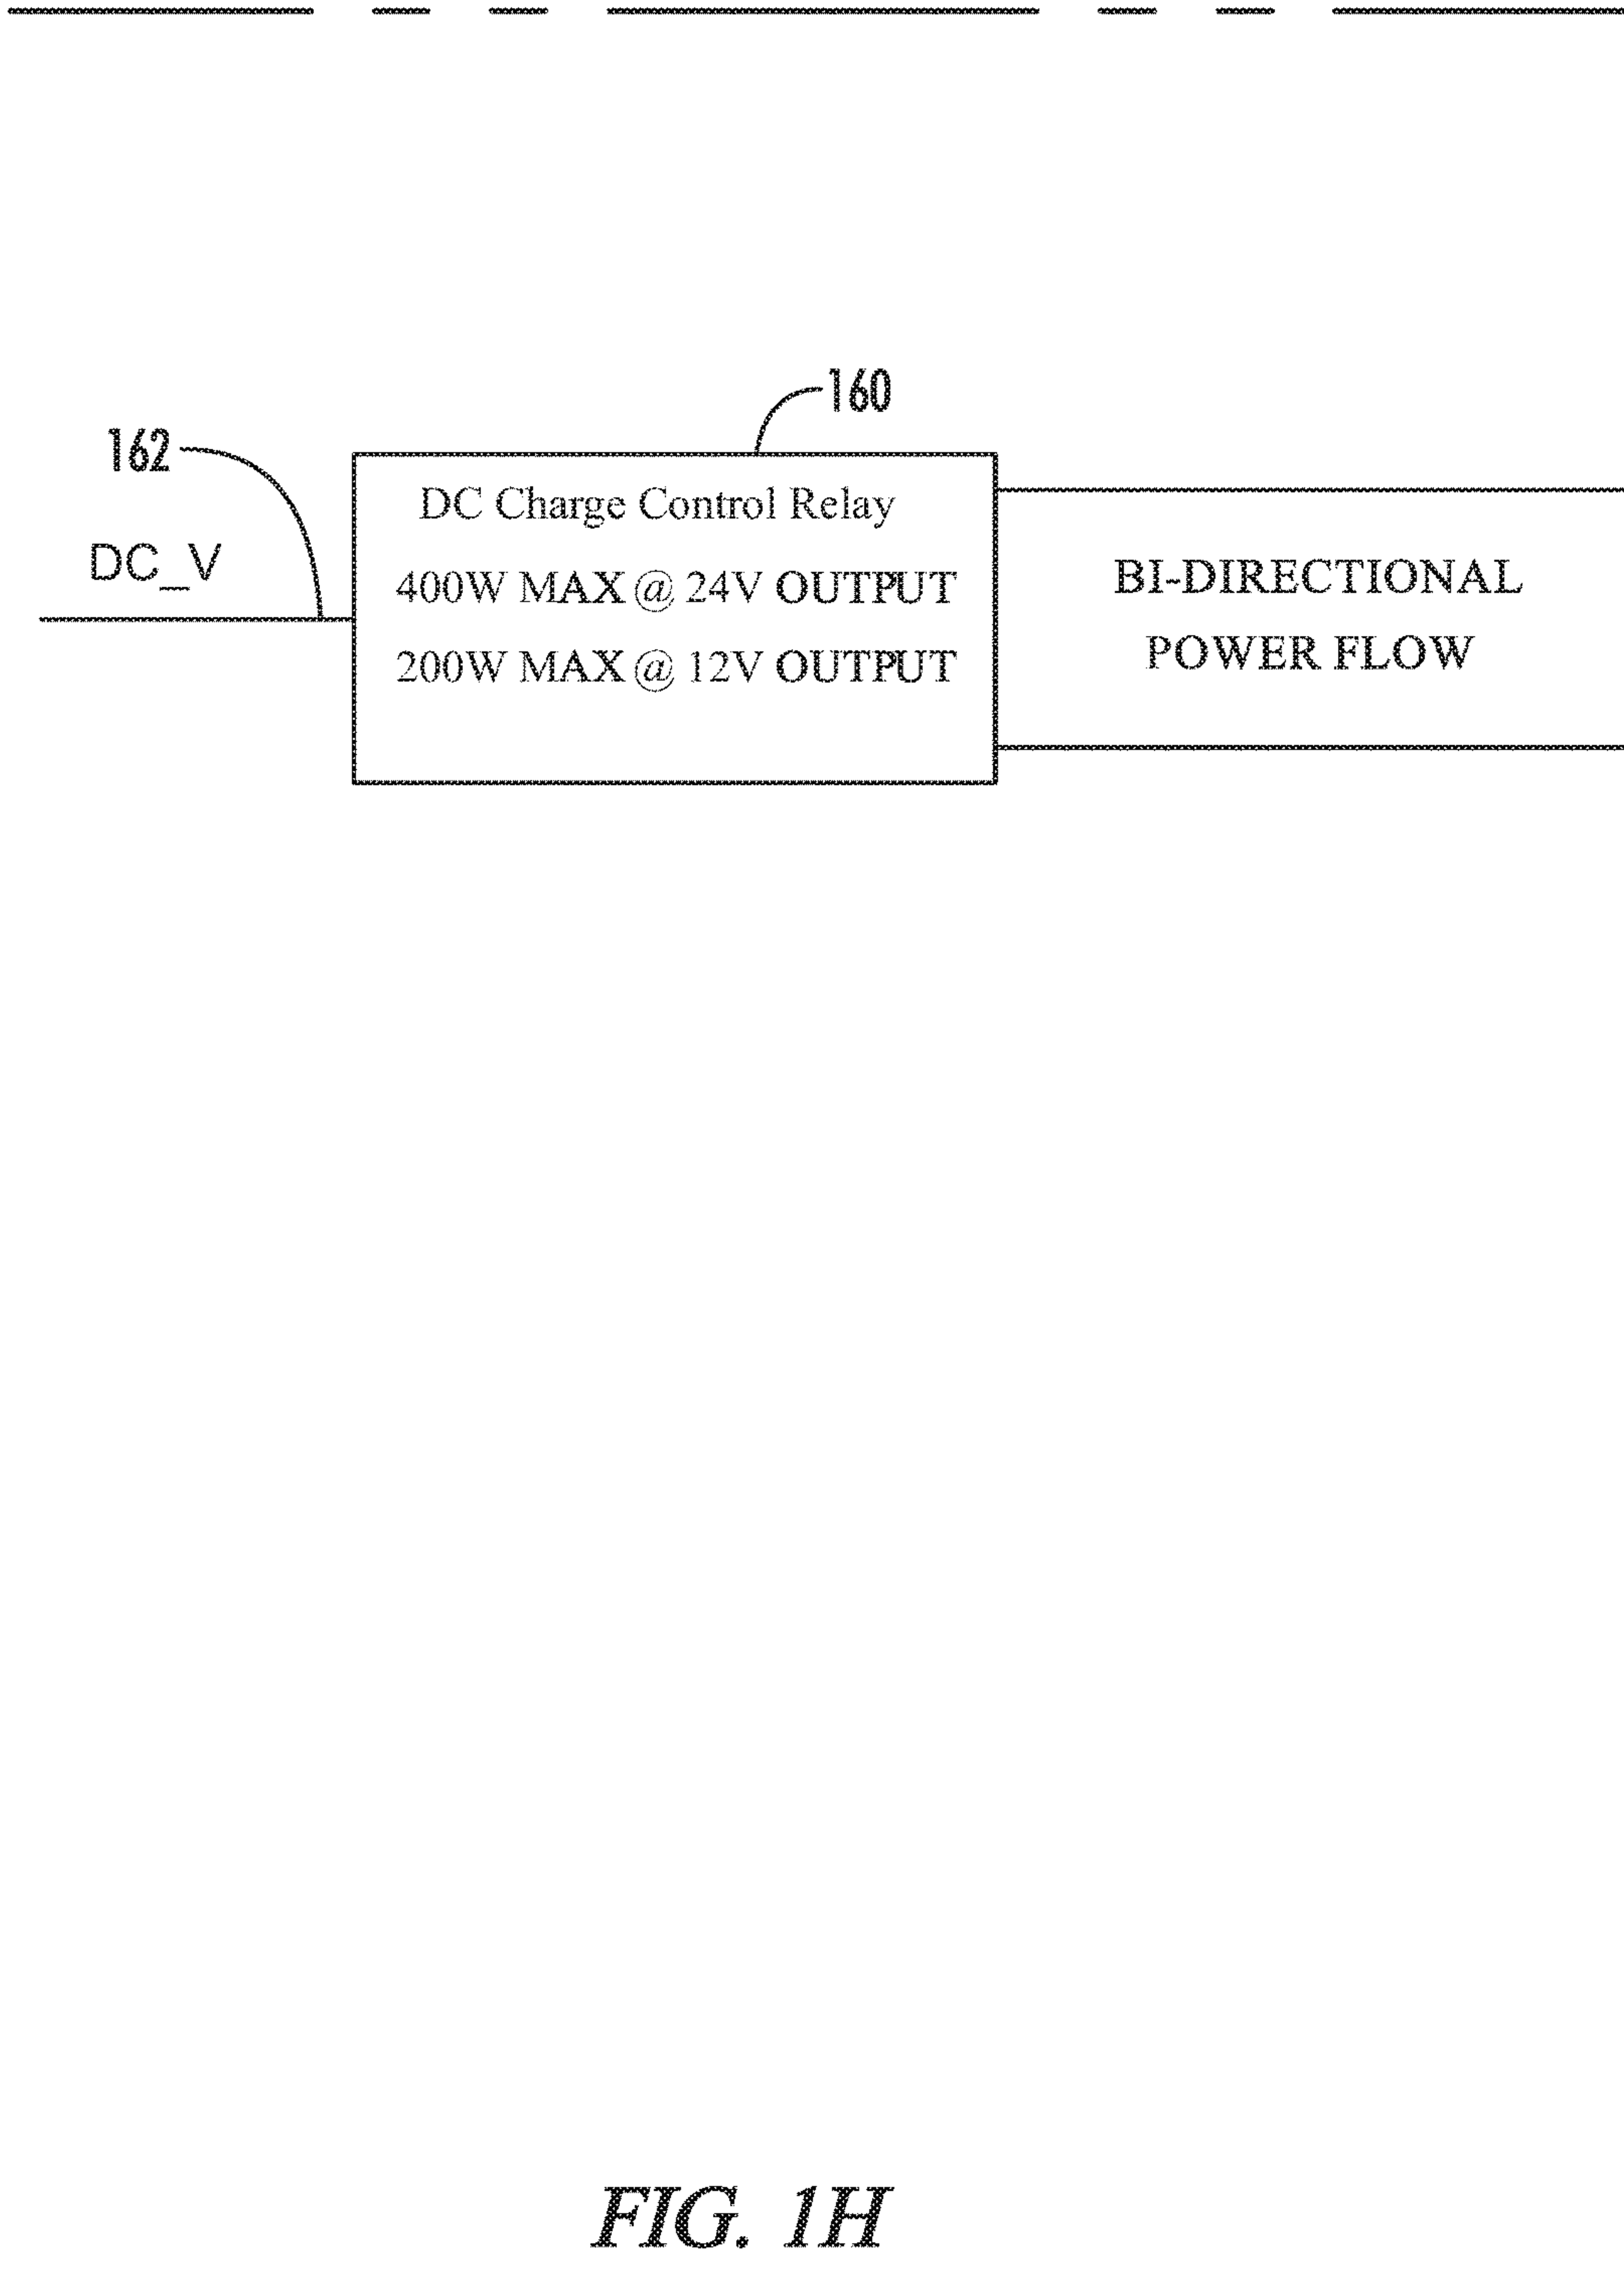 160
162
DC Charge Control Relay
DC_V
400W MAX @ 24V OUTPUT
BI-DIRECTIONAL
200W MAX @ 12V OUTPUT
POWER FLOW
FIG. 1H